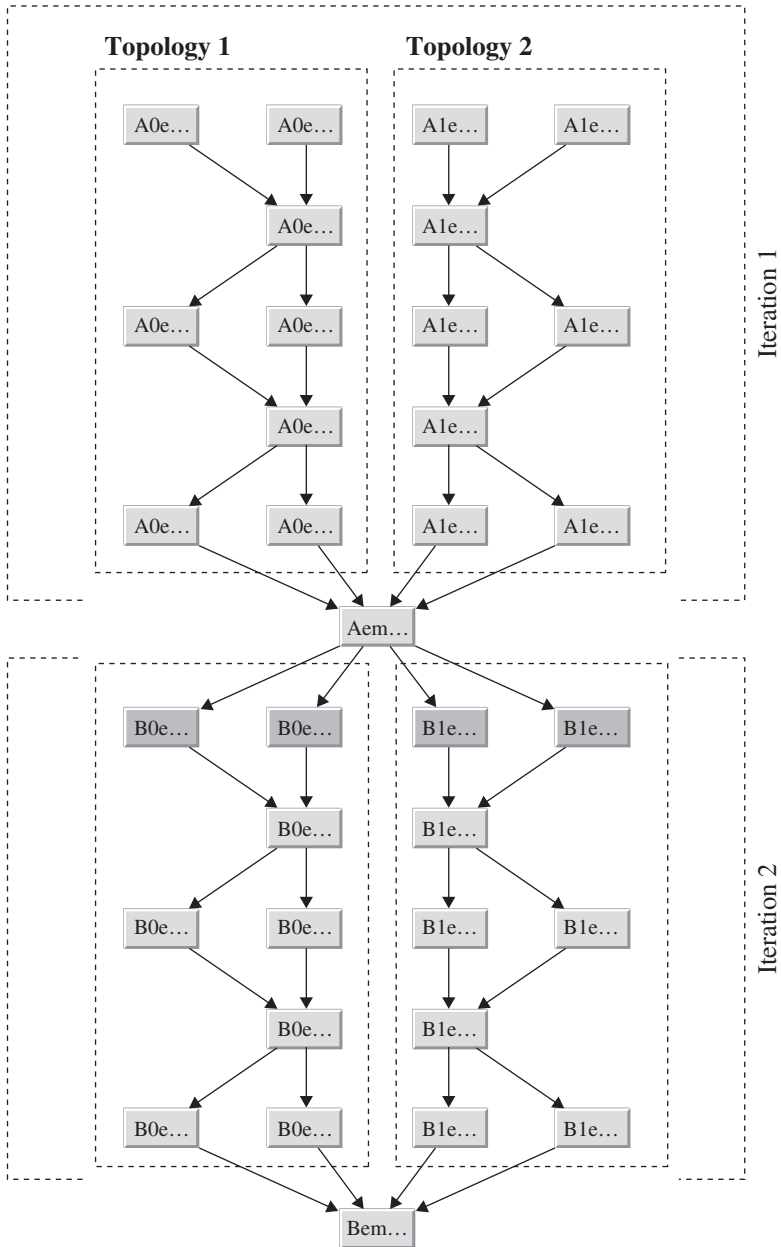 Topology 1 Topology 2
A0e… A0e… A1e… A1e…
A0e… A1e…
A0e… A0e… A1e… A1e…
A0e… A1e…
A0e… A0e… A1e… A1e…
Iteration 1
Aem…
B0e… B0e… B1e… B1e…
B0e… B1e…
B0e… B0e… B1e… B1e…
B0e… B1e…
B0e… B0e… B1e… B1e…
Iteration 2
Bem…